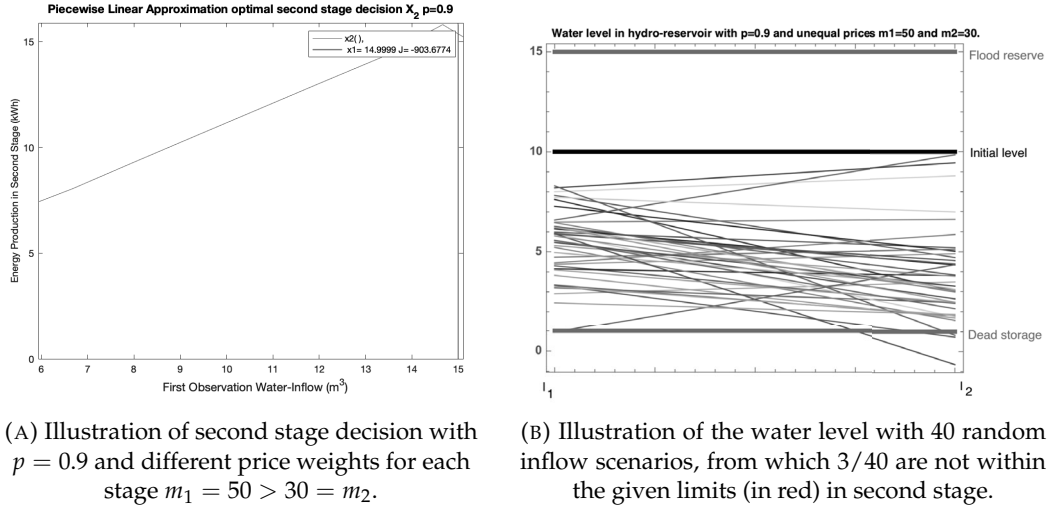 Piecewise Linear Approximation optimal second stage decision X2 p=0.9
15
10
5
0
Energy Production in Second Stage (kWh)
x2( ),
x1= 14.9999 J= -903.6774
6 7 8 9 10 11 12 13 14 15
First Observation Water-Inflow (m3)
Water level in hydro-reservoir with p=0.9 and unequal prices m1=50 and m2=30.
15
10
5
0
Flood reserve
Initial level
Dead storage
I1 I2
(A) Illustration of second stage decision with
p = 0.9 and different price weights for each
stage m1 = 50 > 30 = m2.
(B) Illustration of the water level with 40 random
inflow scenarios, from which 3/40 are not within
the given limits (in red) in second stage.